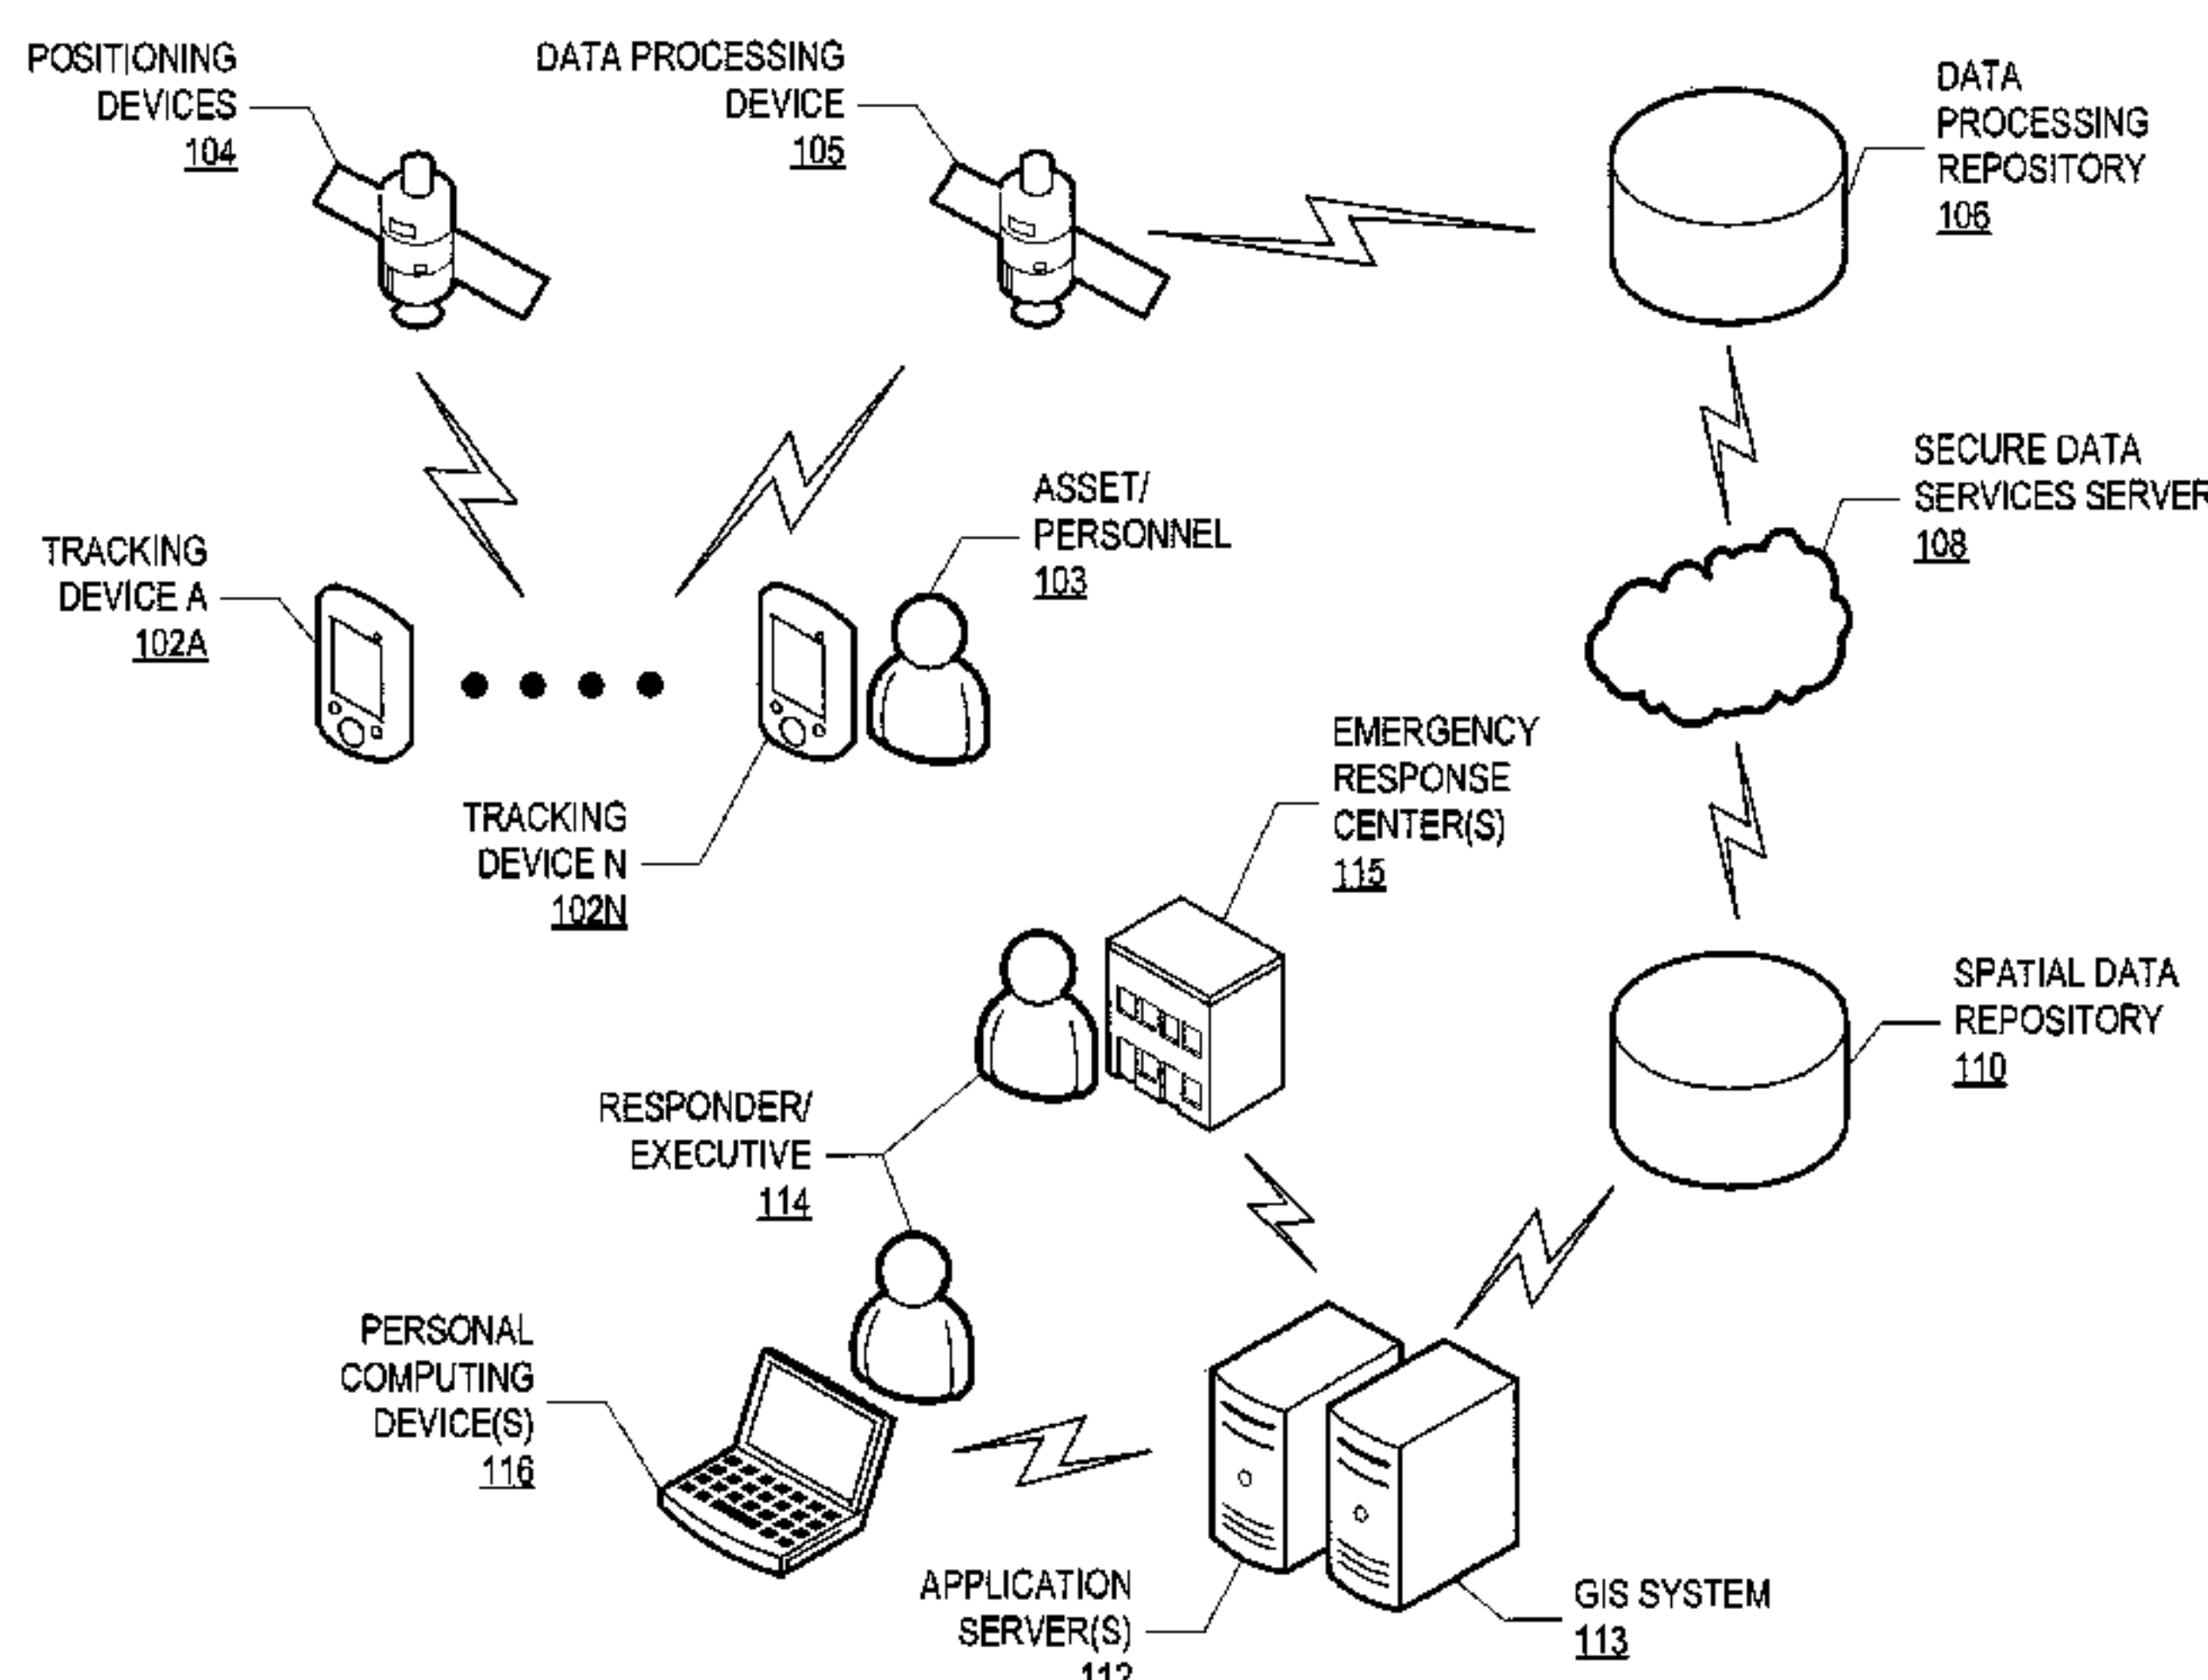 POSITIONING
DEVICES
104
DATA PROCESSING
DEVICE
105
DATA
PROCESSING
REPOSITORY
106
SECURE DATA
SERVICES SERVER
108
ASSET/
PERSONNEL
103
TRACKING
DEVICE A
102A
TRACKING
DEVICE N
102N
EMERGENCY
RESPONSE
CENTER(S)
115
SPATIAL DATA
REPOSITORY
110
RESPONDER/
EXECUTIVE
114
PERSONAL
COMPUTING
DEVICE(S)
116
APPLICATION
SERVER(S)
112
GIS SYSTEM
113